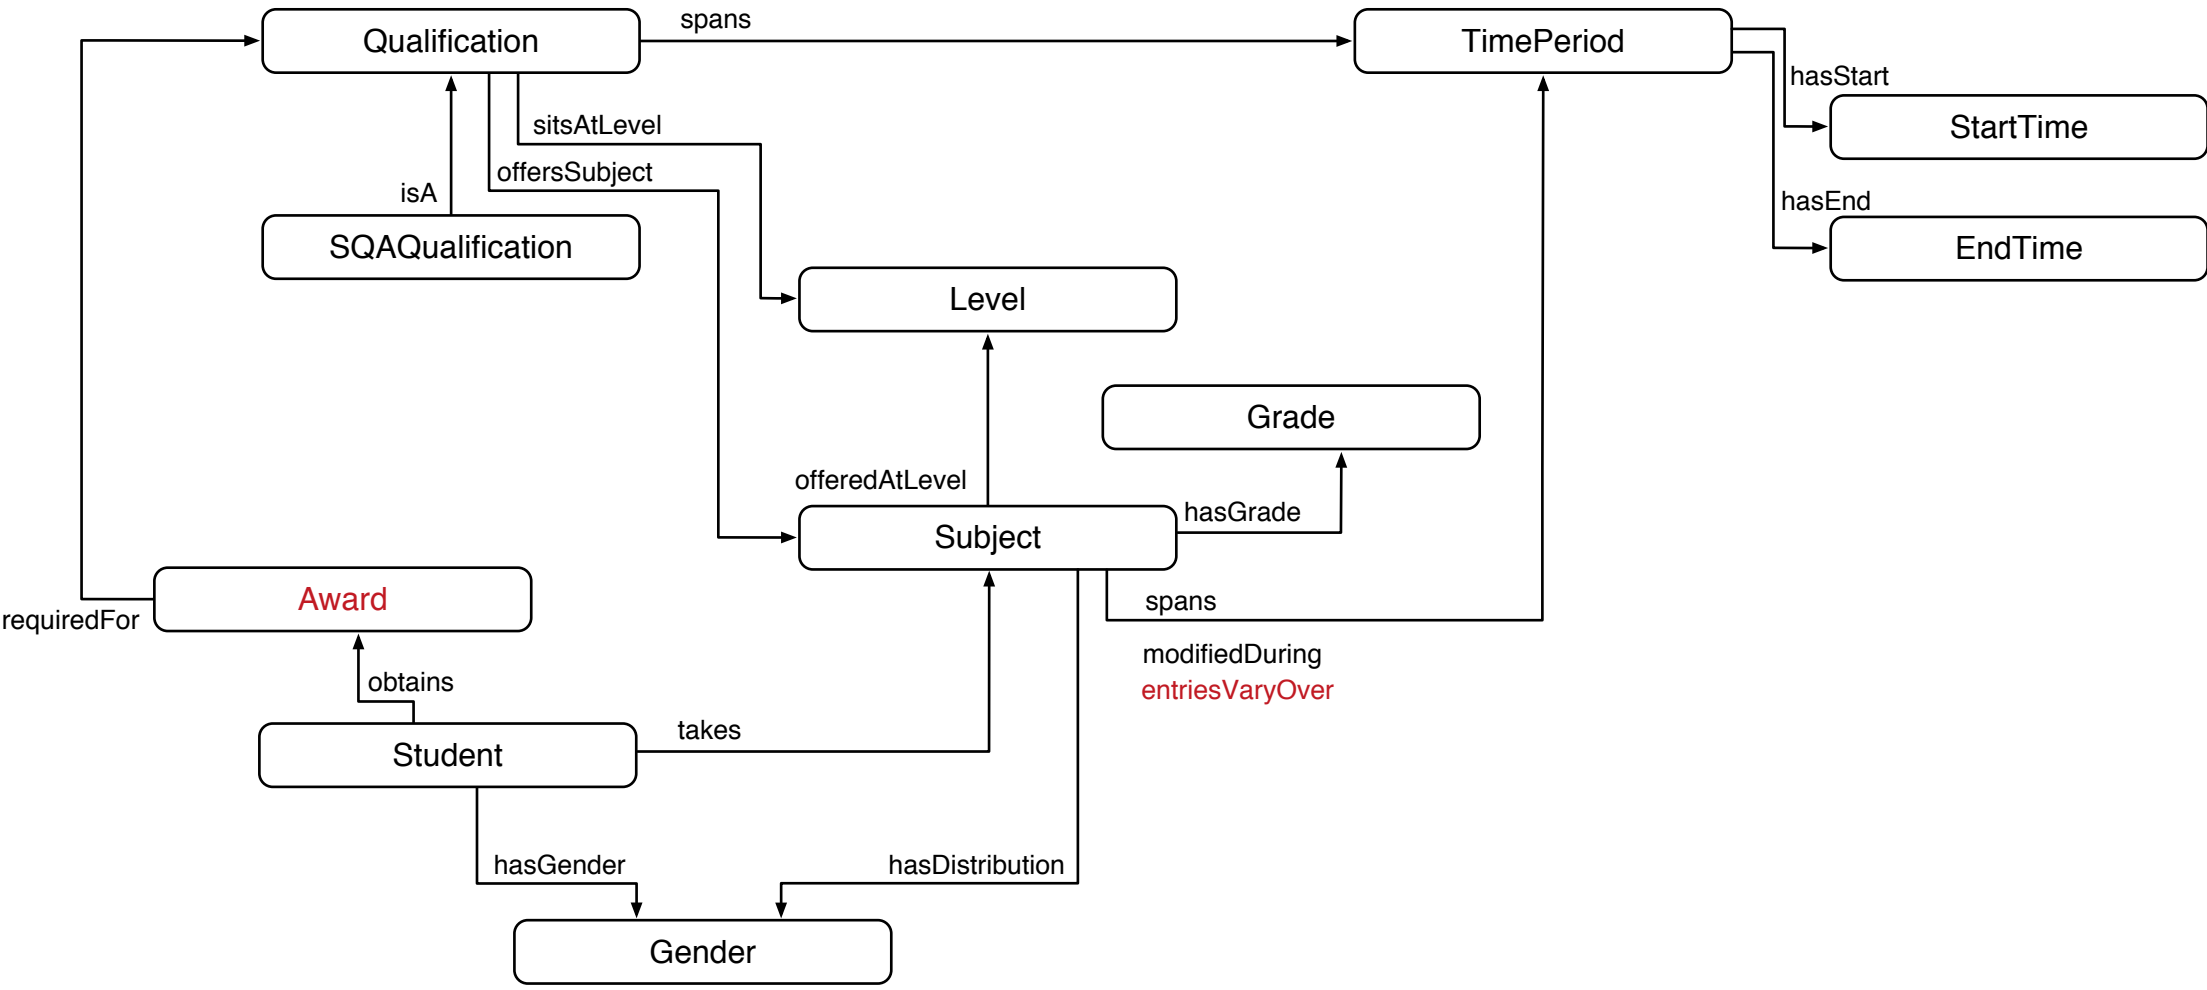 spans
Qualification
TimePeriod
hasStart
sitsAtLevel
StartTime
offersSubject
isA
hasEnd
SQAQualification
EndTime
Level
Grade
offeredAtLevel
hasGrade
Subject
Award
spans
requiredFor
modifiedDuring
obtains
entriesVaryOver
takes
Student
hasGender
hasDistribution
Gender